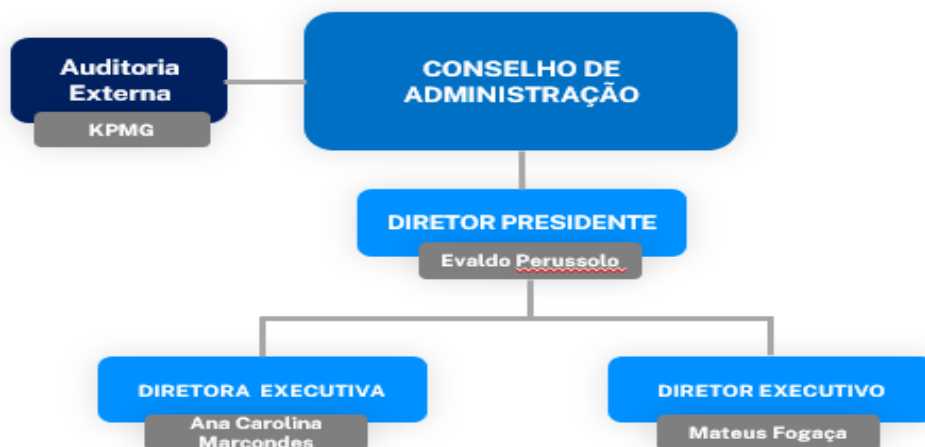 Auditoria
Externa
KPMG
CONSELHO DE
ADMINISTRAÇÃO
DIRETOR PRESIDENTE
Evaldo Perussolo
DIRETORA EXECUTIVA
Ana Carolina
Marcondes
DIRETOR EXECUTIVO
Mateus Fogaça